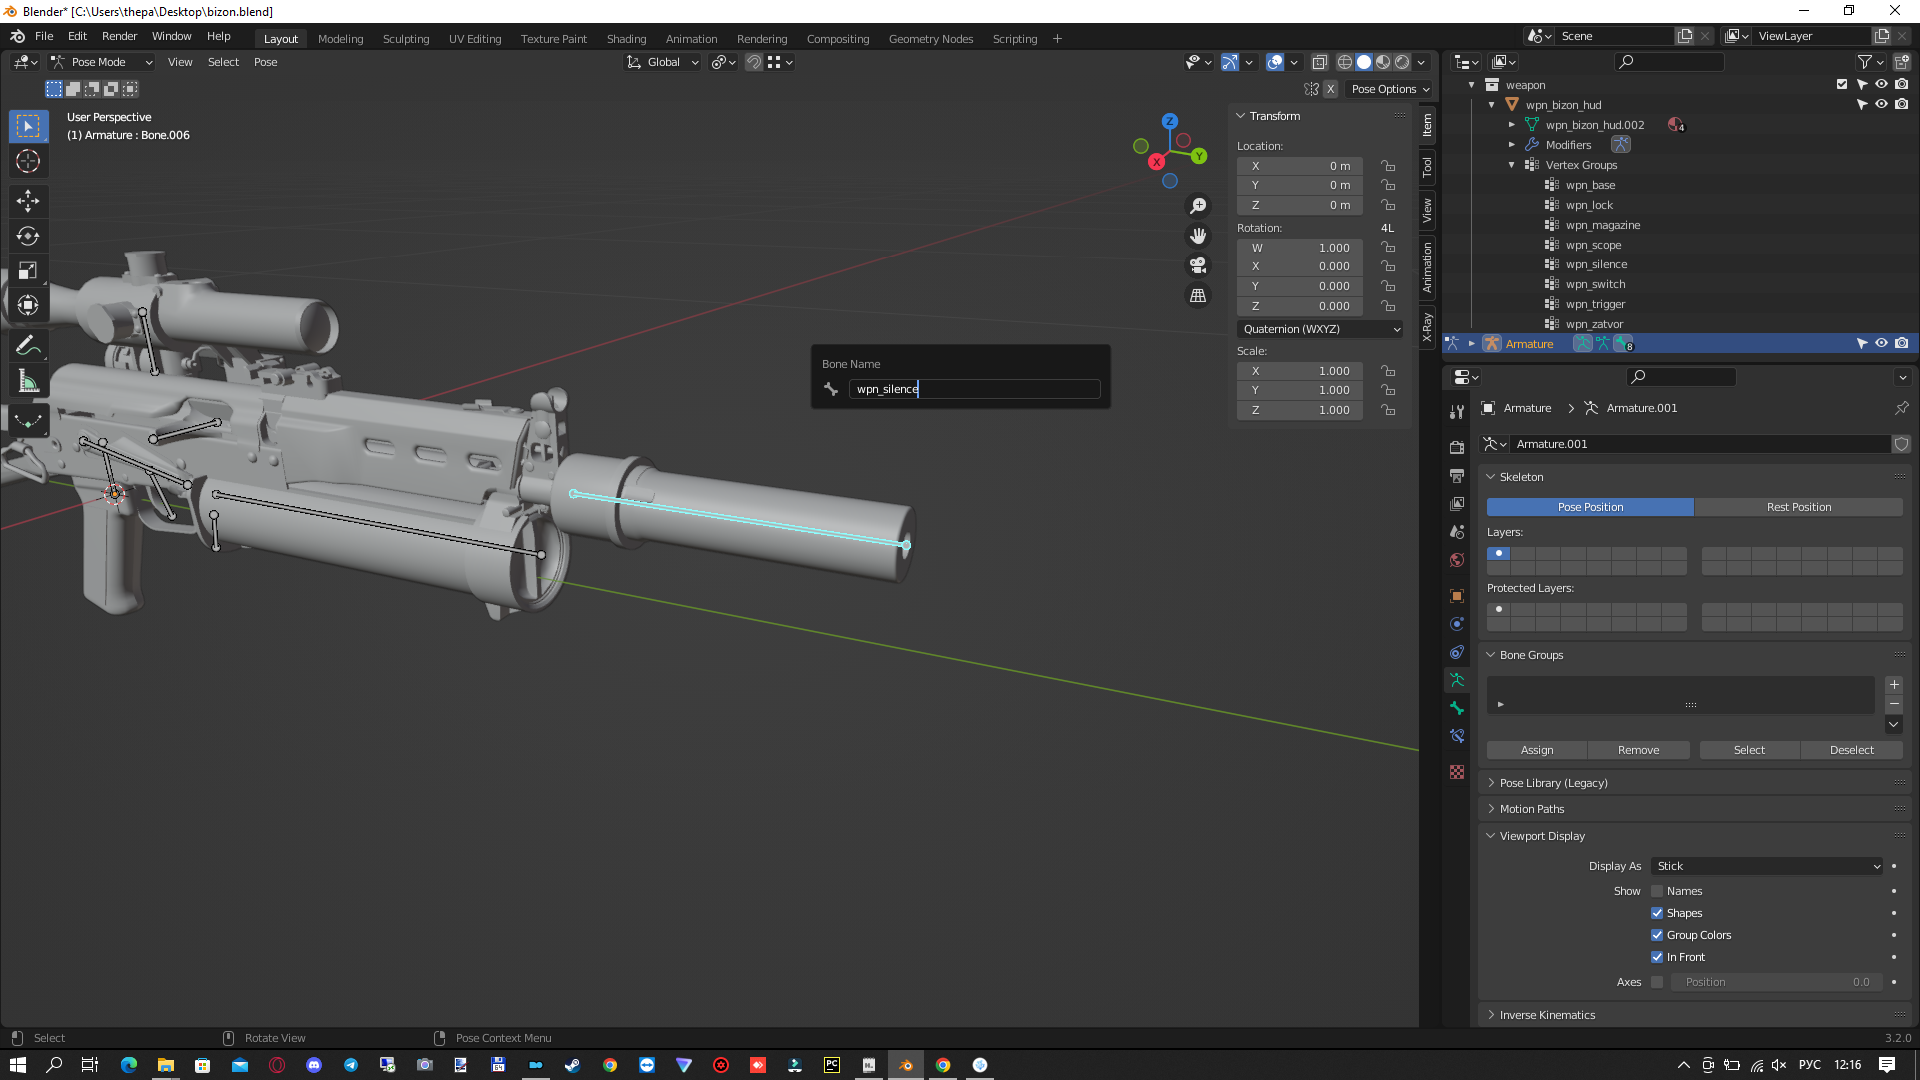 Blender* [C:\Users\thepa\Desktop\bizon.blend]
File Edit Render Window Help
Layout Modeling Sculpting UV Editing Texture Paint Shading Animation Rendering Compositing Geometry Nodes Scripting
Scene
ViewLayer
Pose Mode View Select Pose
Global
X Pose Options
User Perspective
(1) Armature : Bone.006
Z
Y
X
Transform
Location:
X 0 m
Y 0 m
Z 0 m
Rotation: 4L
W 1.000
X 0.000
Y 0.000
Z 0.000
Quaternion (WXYZ)
Scale:
X 1.000
Y 1.000
Z 1.000
Item
Tool
View
Animation
X-Ray
Bone Name
wpn_silence
weapon
wpn_bizon_hud
wpn_bizon_hud.002 4
Modifiers
Vertex Groups
wpn_base
wpn_lock
wpn_magazine
wpn_scope
wpn_silence
wpn_switch
wpn_trigger
wpn_zatvor
Armature 8
Armature > Armature.001
Armature.001
Skeleton
Pose Position Rest Position
Layers:
Protected Layers:
Bone Groups
Assign Remove Select Deselect
Pose Library (Legacy)
Motion Paths
Viewport Display
Display As Stick
Show Names
Shapes
Group Colors
In Front
Axes Position 0.0
Inverse Kinematics
Select Rotate View Pose Context Menu 3.2.0
64 PC РУС 12:16